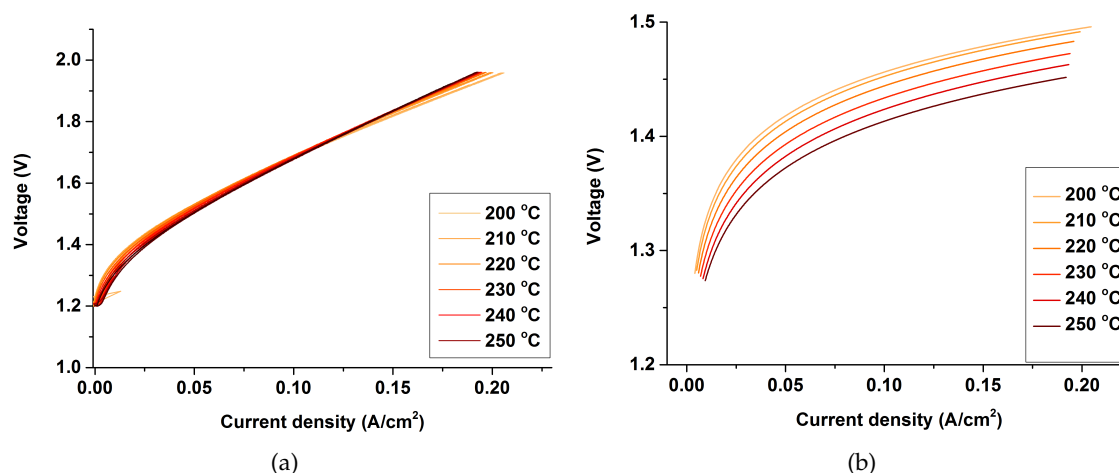 2.0
1.8
1.6
1.4
1.2
1.0
Voltage (V)
0.00
0.05
0.10
0.15
0.20
Current density (A/cm²)
200 °C
210 °C
220 °C
230 °C
240 °C
250 °C
(a)
1.5
1.4
1.3
1.2
Voltage (V)
0.00
0.05
0.10
0.15
0.20
Current density (A/cm²)
200 °C
210 °C
220 °C
230 °C
240 °C
250 °C
(b)